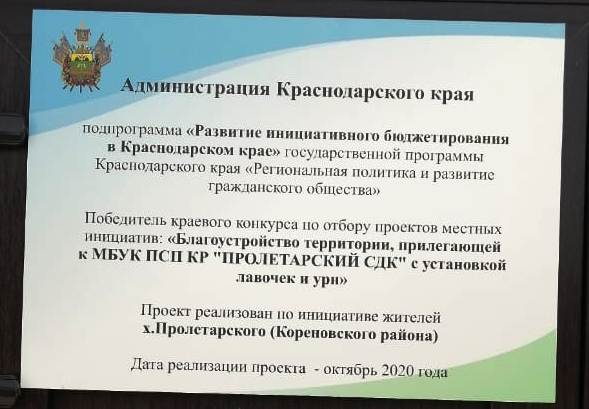 Администрация Краснодарского края
подпрограмма «Развитие инициативного бюджетирования
в Краснодарском крае» государственной программы
Краснодарского края «Региональная политика и развитие
гражданского общества»
Победитель краевого конкурса по отбору проектов местных
инициатив: «Благоустройство территории, прилегающей
к МБУК ПСП КР "ПРОЛЕТАРСКИЙ СДК" с установкой
лавочек и урн»
Проект реализован по инициативе жителей
х.Пролетарского (Кореновского района)
Дата реализации проекта - октябрь 2020 года